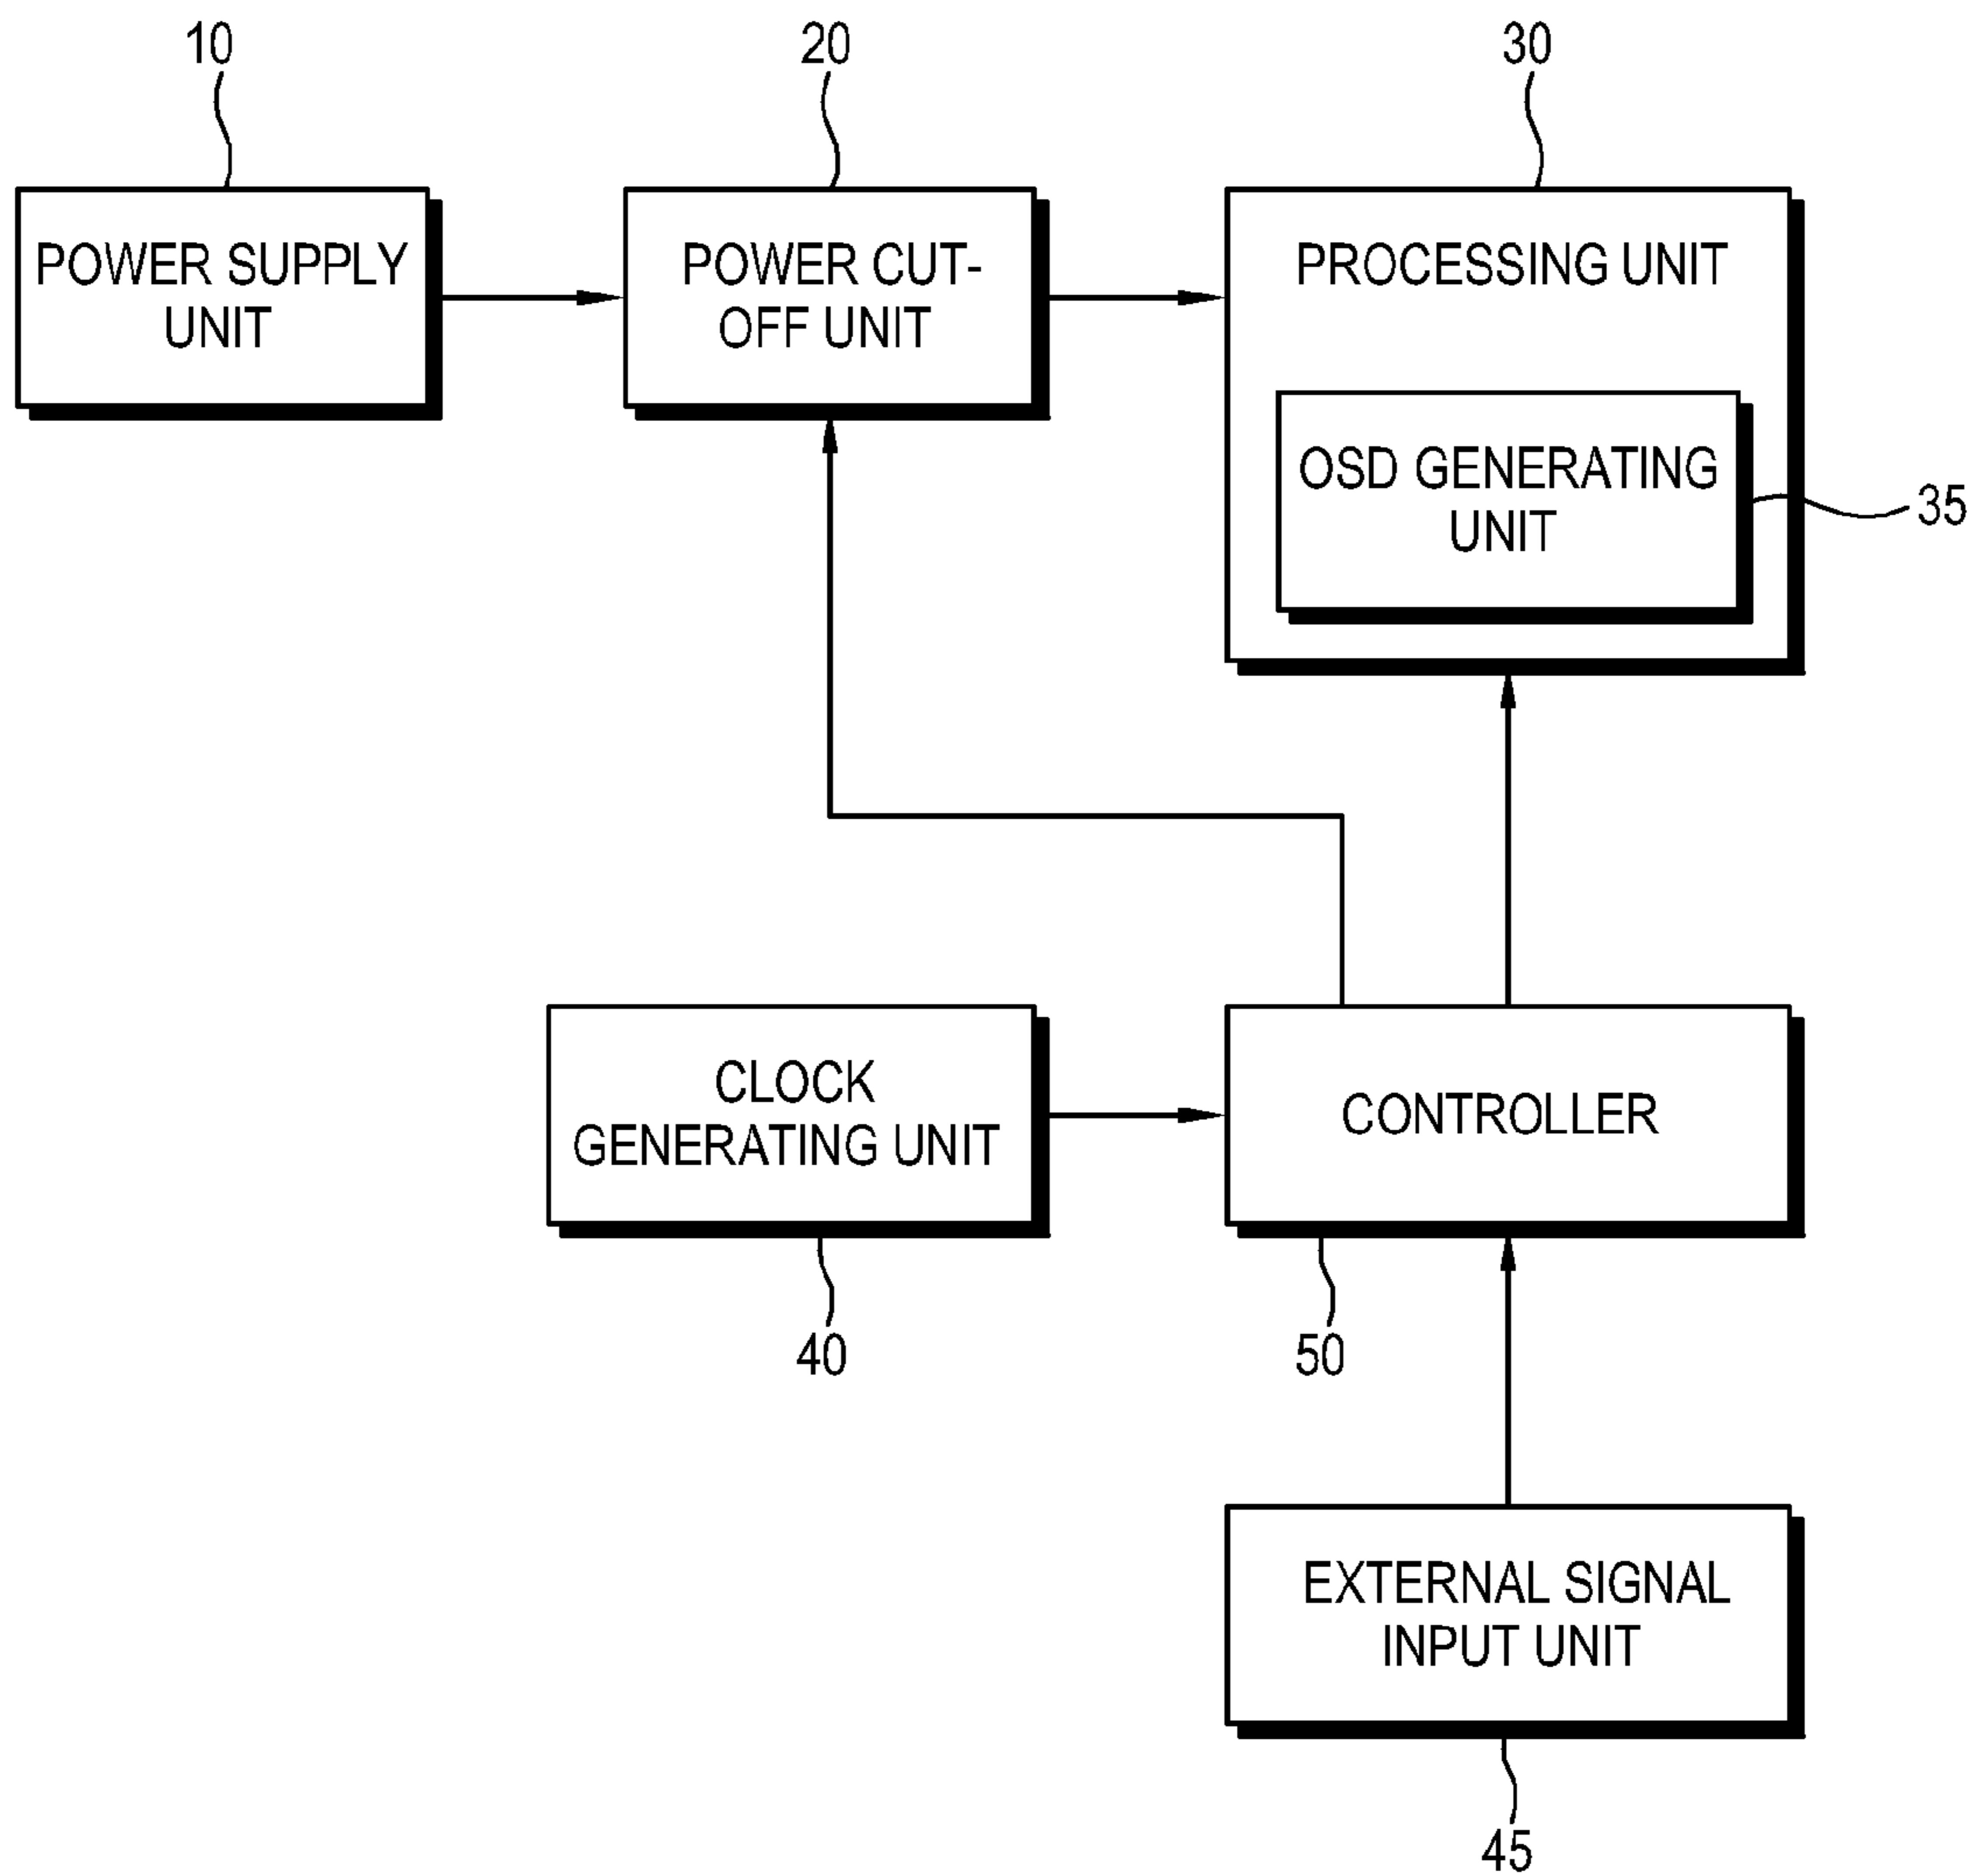 10
20
30
POWER SUPPLY
UNIT
POWER CUT-
OFF UNIT
PROCESSING UNIT
OSD GENERATING
UNIT
35
CLOCK
GENERATING UNIT
CONTROLLER
40
50
EXTERNAL SIGNAL
INPUT UNIT
45